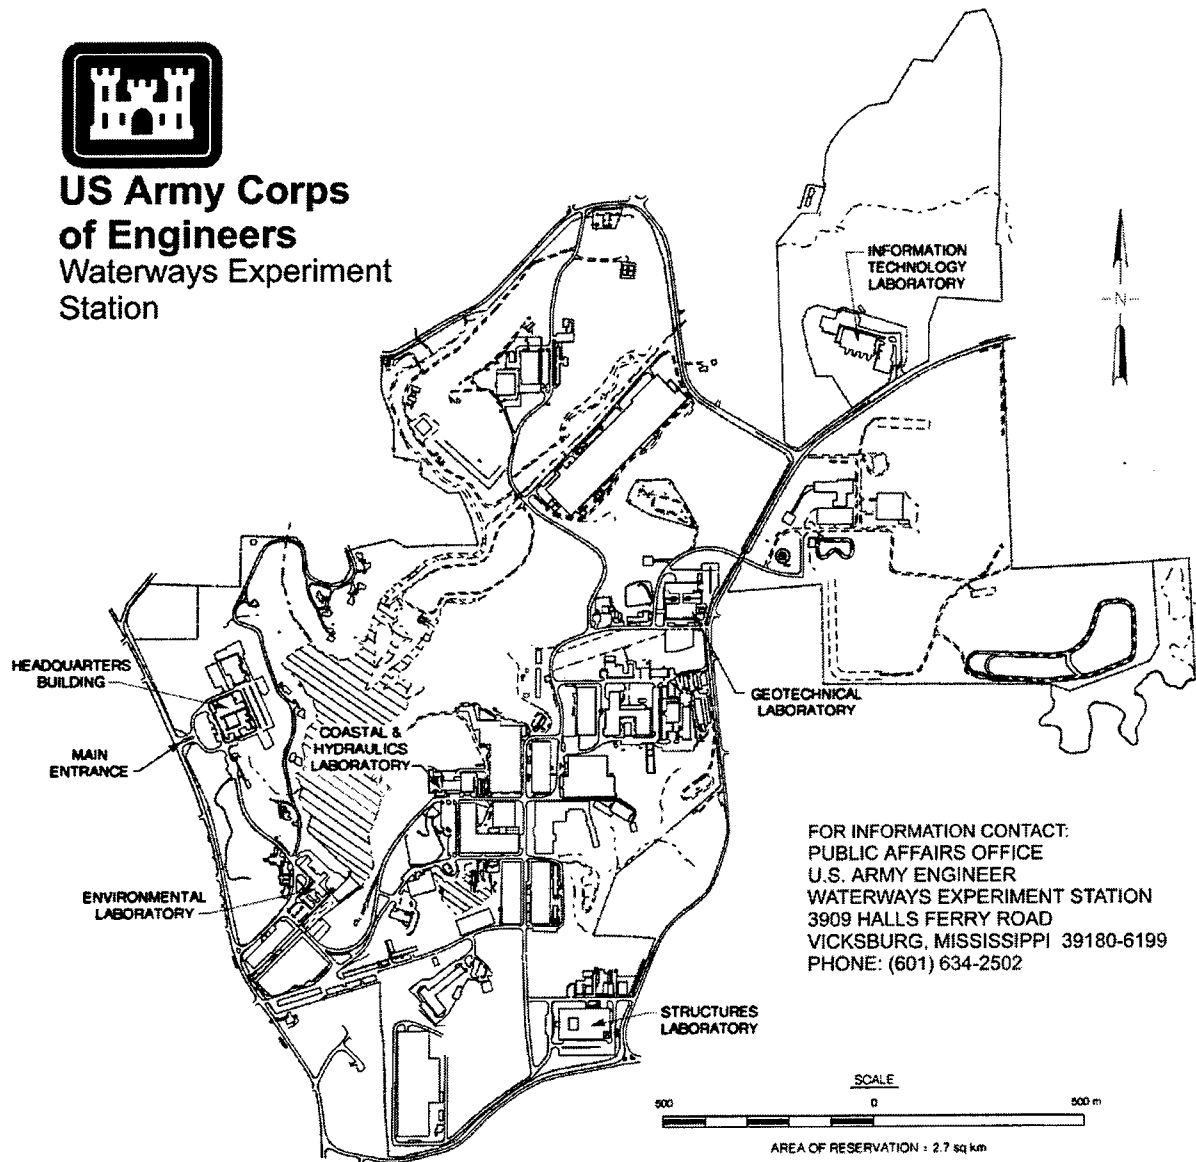 US Army Corps
of Engineers
Waterways Experiment
Station
INFORMATION
TECHNOLOGY
LABORATORY
N
HEADQUARTERS
BUILDING
GEOTECHNICAL
LABORATORY
COASTAL &
HYDRAULICS
LABORATORY
MAIN
ENTRANCE
ENVIRONMENTAL
LABORATORY
FOR INFORMATION CONTACT:
PUBLIC AFFAIRS OFFICE
U.S. ARMY ENGINEER
WATERWAYS EXPERIMENT STATION
3909 HALLS FERRY ROAD
VICKSBURG, MISSISSIPPI 39180-6199
PHONE: (601) 634-2502
STRUCTURES
LABORATORY
SCALE
500 0 500 m
AREA OF RESERVATION = 2.7 sq km